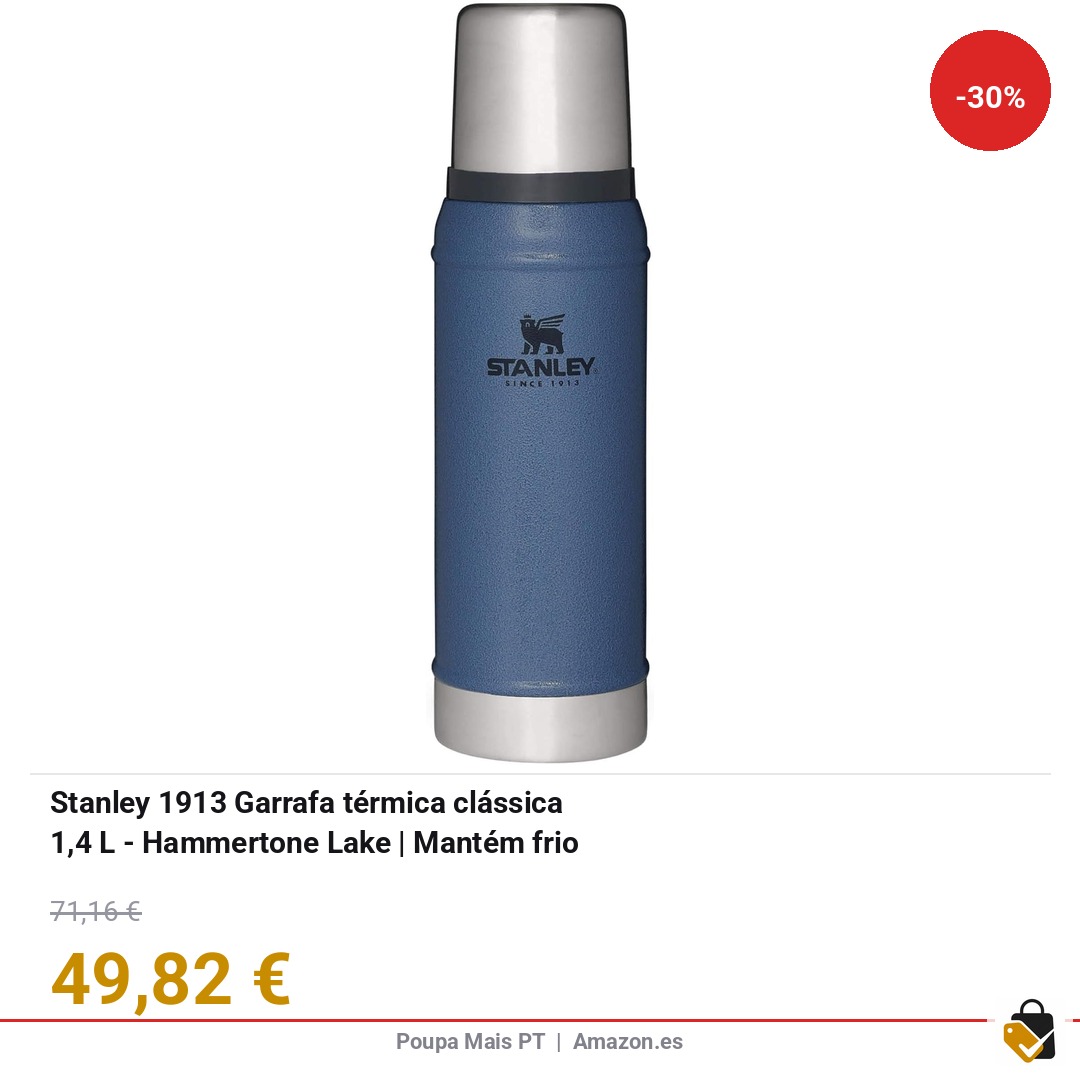 -30%
STANLEY
SINCE 1913
Stanley 1913 Garrafa térmica clássica
1,4 L - Hammertone Lake | Mantém frio
71,16 €
49,82 €
Poupa Mais PT | Amazon.es